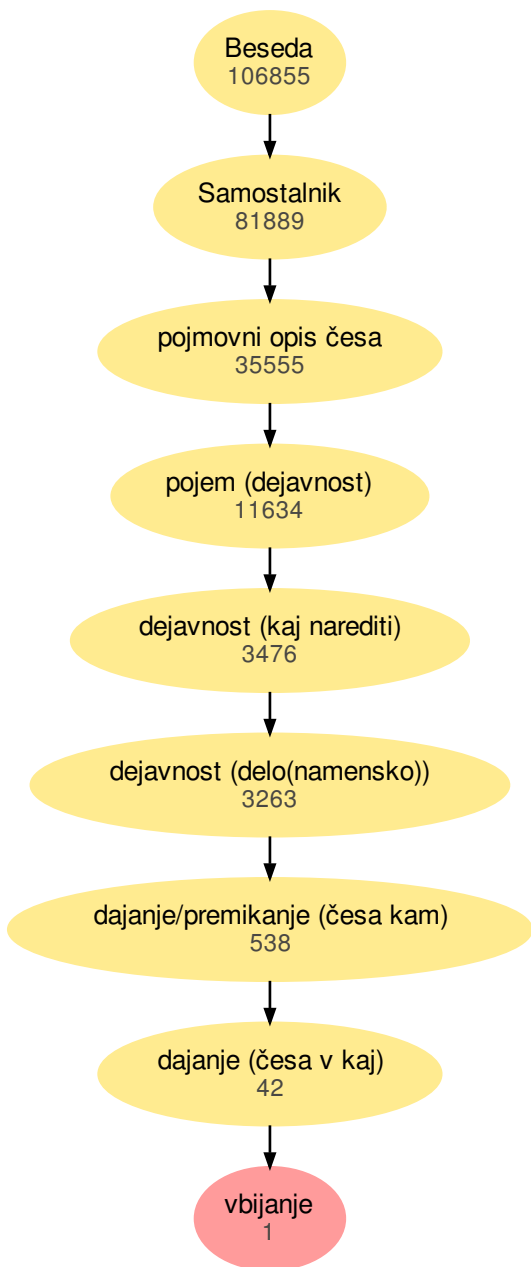 Beseda
106855
Samostalnik
81889
pojmovni opis česa
35555
pojem (dejavnost)
11634
dejavnost (kaj narediti)
3476
dejavnost (delo(namensko))
3263
dajanje/premikanje (česa kam)
538
dajanje (česa v kaj)
42
vbijanje
1